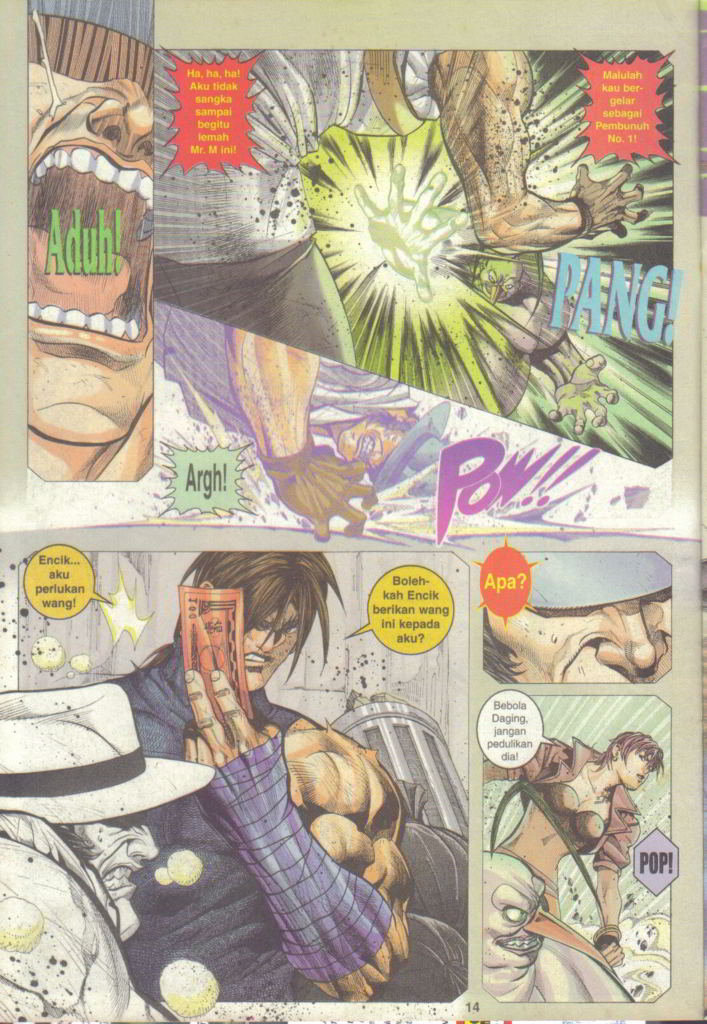 Aduh!
Ha, ha, ha!
Aku tidak
sangka
sampai
begitu
lemah
Mr. M ini!
Malulah
kau ber-
gelar
sebagai
Pembunuh
No. 1!
PANG!
Argh!
POW!!
Encik...
aku
perlukan
wang!
Boleh-
kah Encik
berikan wang
ini kepada
aku?
Apa?
Bebola
Daging,
jangan
pedulikan
dia!
POP!
14